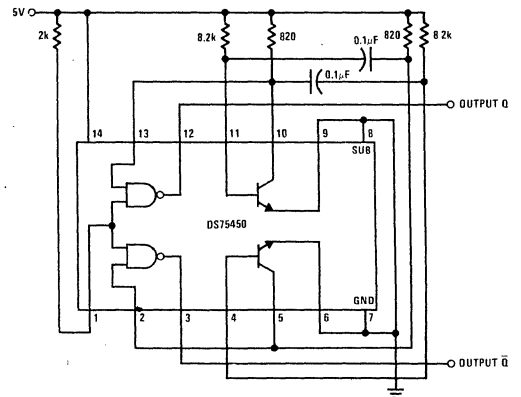 5V
2k
8.2k
820
0.1µF
820
8 2k
0.1µF
OUTPUT Q
14 13 12 11 10 9 8
SUB
DS75450
GND
1 2 3 4 5 6 7
OUTPUT Q̅